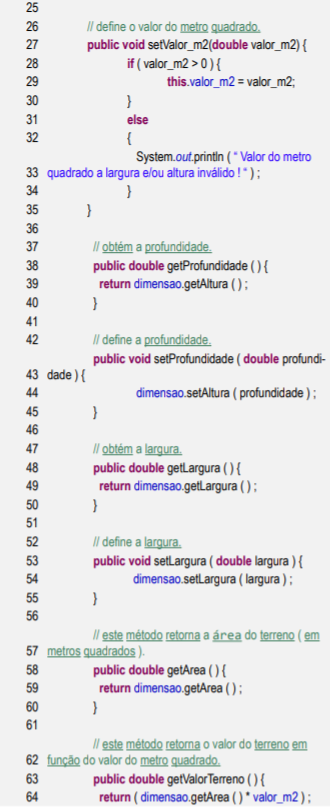 25
26 // define o valor do metro quadrado.
27 public void setValor_m2(double valor_m2) {
28 if ( valor_m2 > 0 ) {
29 this.valor_m2 = valor_m2;
30 }
31 else
32 {
System.out.println ( “ Valor do metro
33 quadrado a largura e/ou altura inválido ! “ ) ;
34 }
35 }
36
37 // obtém a profundidade.
38 public double getProfundidade ( ) {
39 return dimensao.getAltura ( ) ;
40 }
41
42 // define a profundidade.
public void setProfundidade ( double profundi-
43 dade ) {
44 dimensao.setAltura ( profundidade ) ;
45 }
46
47 // obtém a largura.
48 public double getLargura ( ) {
49 return dimensao.getLargura ( ) ;
50 }
51
52 // define a largura.
53 public void setLargura ( double largura ) {
54 dimensao.setLargura ( largura ) ;
55 }
56
// este método retorna a área do terreno ( em
57 metros quadrados ).
58 public double getArea ( ) {
59 return dimensao.getArea ( ) ;
60 }
61
// este método retorna o valor do terreno em
62 função do valor do metro quadrado.
63 public double getValorTerreno ( ) {
64 return ( dimensao.getArea ( ) * valor_m2 ) ;